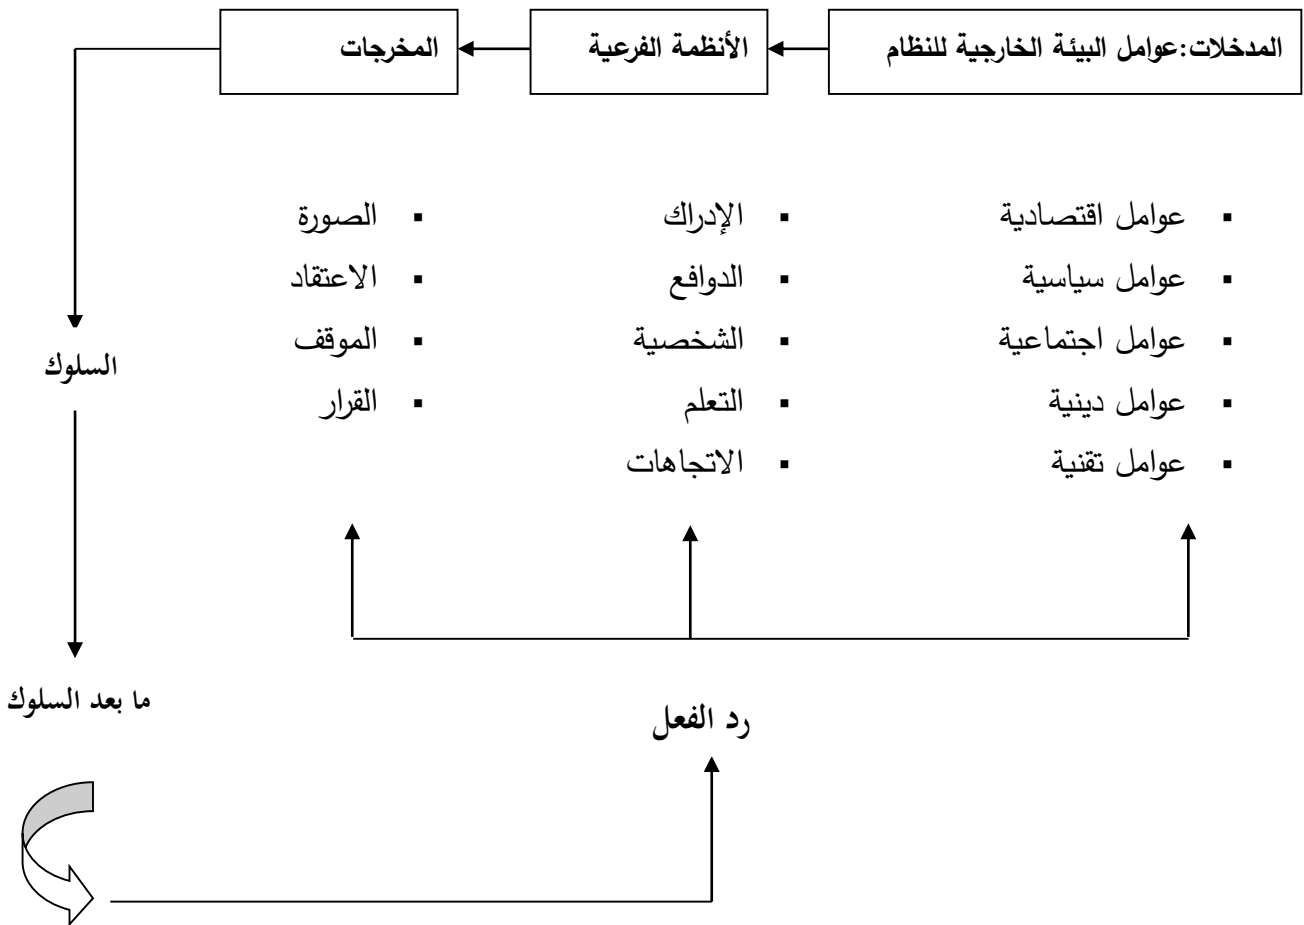 المدخلات:عوامل البيئة الخارجية للنظام
الأنظمة الفرعية
المخرجات
▪ عوامل اقتصادية
▪ عوامل سياسية
▪ عوامل اجتماعية
▪ عوامل دينية
▪ عوامل تقنية
▪ الإدراك
▪ الدوافع
▪ الشخصية
▪ التعلم
▪ الاتجاهات
▪ الصورة
▪ الاعتقاد
▪ الموقف
▪ القرار
السلوك
ما بعد السلوك
رد الفعل